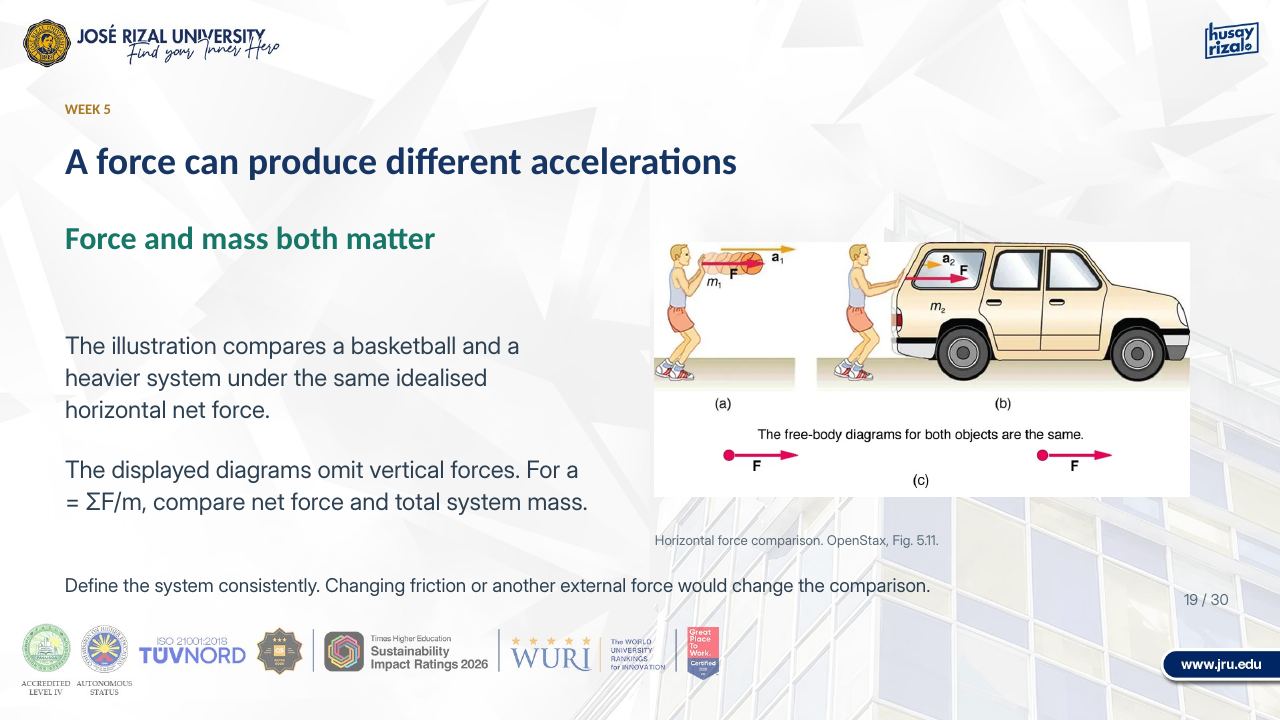 JOSÉ RIZAL UNIVERSITY
Find your Inner Hero
husay
rizal
WEEK 5
A force can produce different accelerations
Force and mass both matter
The illustration compares a basketball and a
heavier system under the same idealised
horizontal net force.
The displayed diagrams omit vertical forces. For a
= ΣF/m, compare net force and total system mass.
a₁
F
m₁
a₂
F
m₂
(a)
(b)
The free-body diagrams for both objects are the same.
F
F
(c)
Horizontal force comparison. OpenStax, Fig. 5.11.
Define the system consistently. Changing friction or another external force would change the comparison.
19 / 30
ACCREDITED
LEVEL IV
AUTONOMOUS
STATUS
ISO 21001:2018
TÜVNORD
Times Higher Education
Sustainability
Impact Ratings 2026
WURI
The WORLD
UNIVERSITY
RANKINGS
for INNOVATION
Great
Place
To
Work.
Certified
www.jru.edu